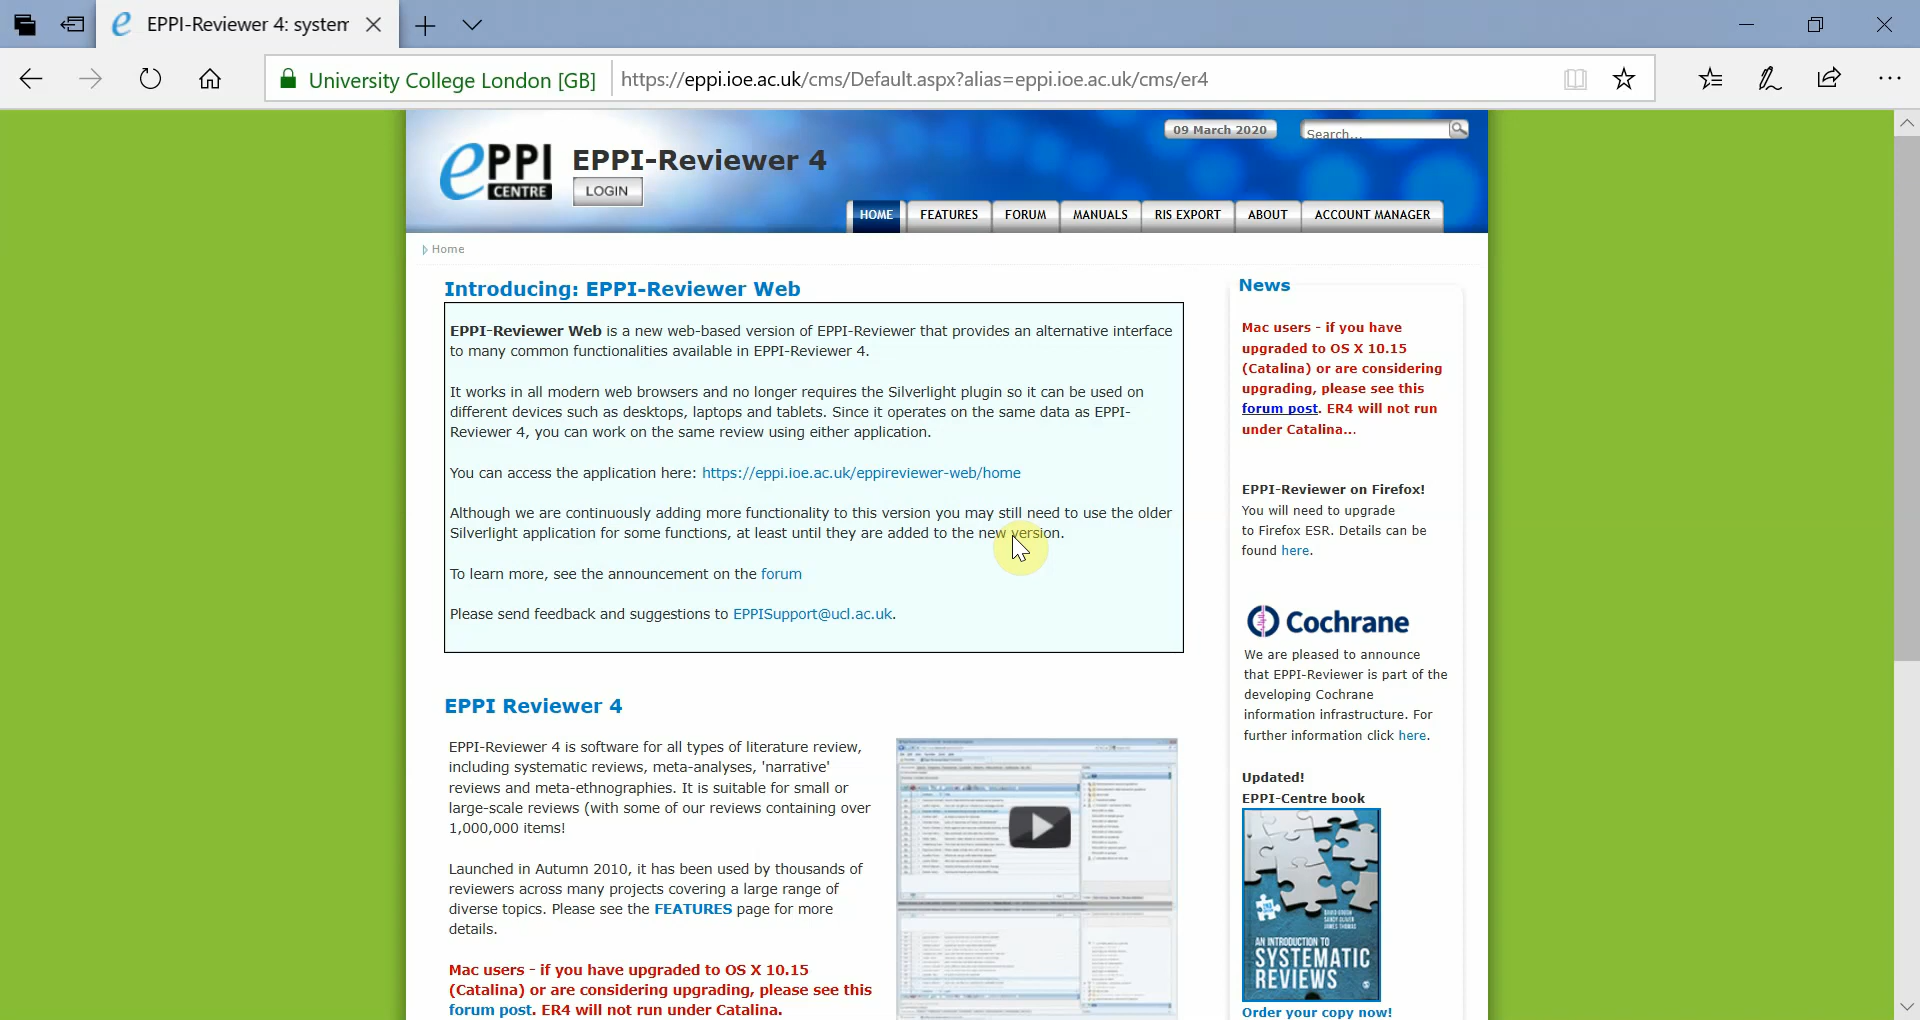 EPPI-Reviewer 4: system
University College London [GB]
https://eppi.ioe.ac.uk/cms/Default.aspx?alias=eppi.ioe.ac.uk/cms/er4
09 March 2020
Search...
ePPI
CENTRE
EPPI-Reviewer 4
LOGIN
HOME
FEATURES
FORUM
MANUALS
RIS EXPORT
ABOUT
ACCOUNT MANAGER
Home
Introducing: EPPI-Reviewer Web
EPPI-Reviewer Web is a new web-based version of EPPI-Reviewer that provides an alternative interface
to many common functionalities available in EPPI-Reviewer 4.
It works in all modern web browsers and no longer requires the Silverlight plugin so it can be used on
different devices such as desktops, laptops and tablets. Since it operates on the same data as EPPI-
Reviewer 4, you can work on the same review using either application.
You can access the application here: https://eppi.ioe.ac.uk/eppireviewer-web/home
Although we are continuously adding more functionality to this version you may still need to use the older
Silverlight application for some functions, at least until they are added to the new version.
To learn more, see the announcement on the forum
Please send feedback and suggestions to EPPISupport@ucl.ac.uk.
EPPI Reviewer 4
EPPI-Reviewer 4 is software for all types of literature review,
including systematic reviews, meta-analyses, 'narrative'
reviews and meta-ethnographies. It is suitable for small or
large-scale reviews (with some of our reviews containing over
1,000,000 items!
Launched in Autumn 2010, it has been used by thousands of
reviewers across many projects covering a large range of
diverse topics. Please see the FEATURES page for more
details.
Mac users - if you have upgraded to OS X 10.15
(Catalina) or are considering upgrading, please see this
forum post. ER4 will not run under Catalina.
News
Mac users - if you have
upgraded to OS X 10.15
(Catalina) or are considering
upgrading, please see this
forum post. ER4 will not run
under Catalina...
EPPI-Reviewer on Firefox!
You will need to upgrade
to Firefox ESR. Details can be
found here.
Cochrane
We are pleased to announce
that EPPI-Reviewer is part of the
developing Cochrane
information infrastructure. For
further information click here.
Updated!
EPPI-Centre book
DAVID GOUGH
SANDY OLIVER
JAMES THOMAS
AN INTRODUCTION TO
SYSTEMATIC
REVIEWS
Order your copy now!